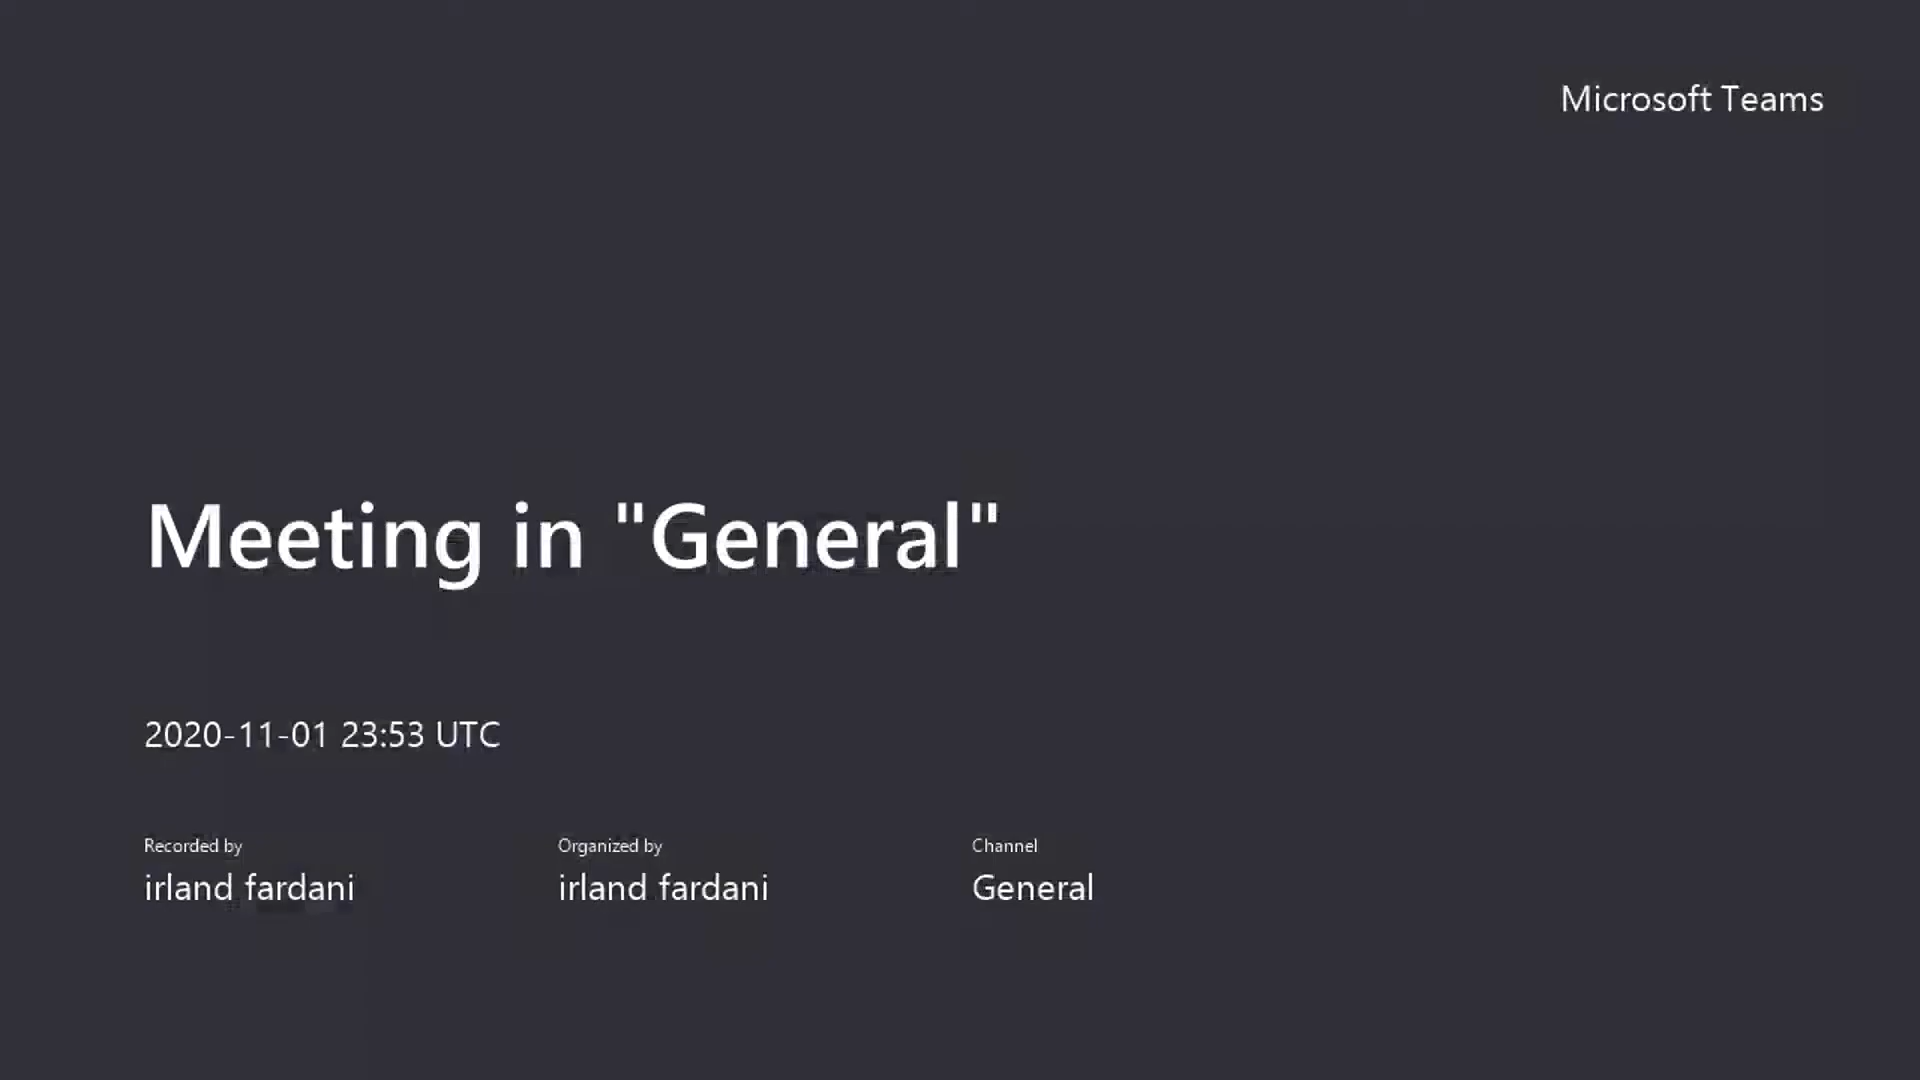 Microsoft Teams
Meeting in "General"
2020-11-01 23:53 UTC
Recorded by
irland fardani
Organized by
irland fardani
Channel
General